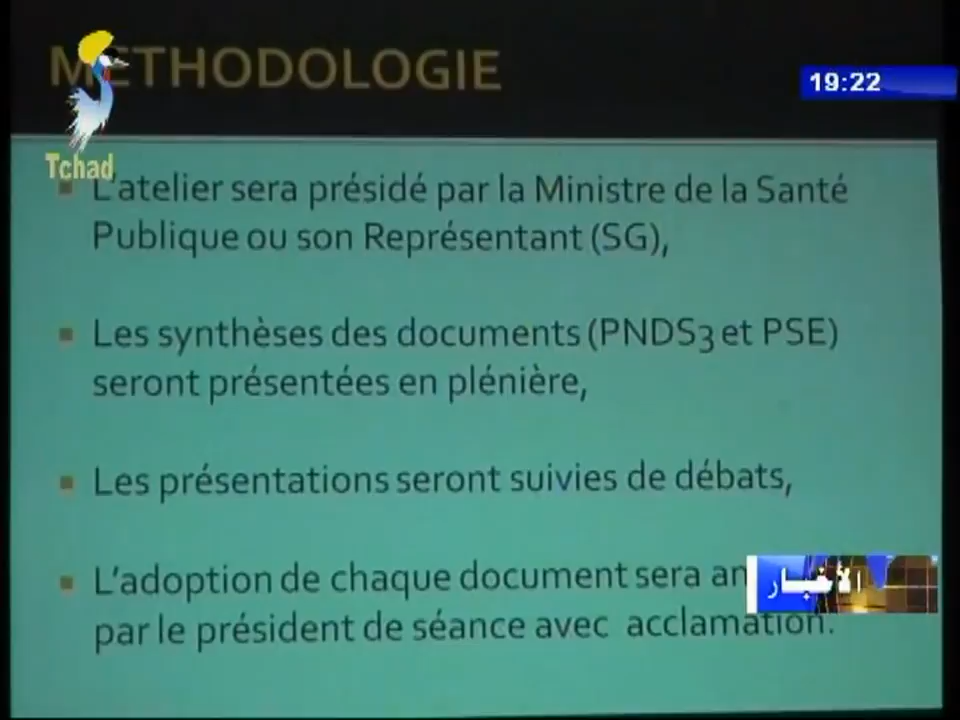 METHODOLOGIE
19:22
Tchad
L'atelier sera présidé par la Ministre de la Santé
Publique ou son Représentant (SG),
Les synthèses des documents (PNDS3 et PSE)
seront présentées en plénière,
Les présentations seront suivies de débats,
L'adoption de chaque document sera
الأخبار
par le président de séance avec acclamation.